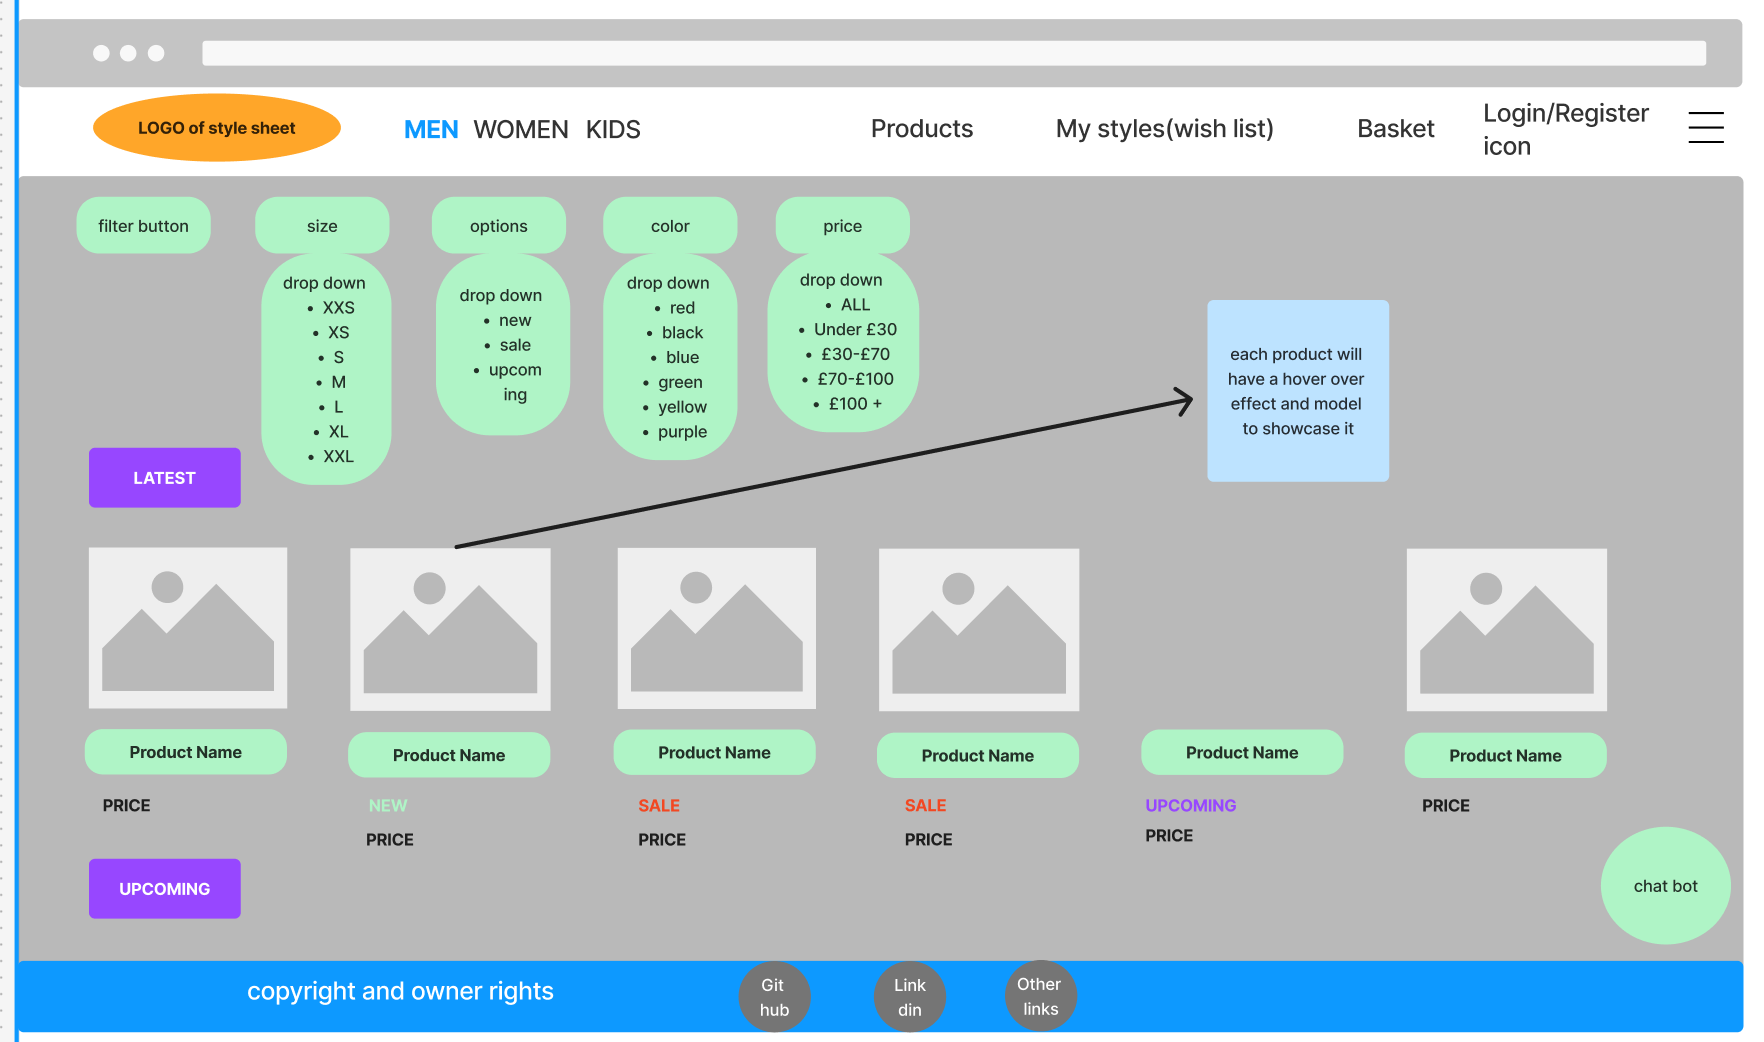 LOGO of style sheet
MEN WOMEN KIDS
Products
My styles(wish list)
Basket
Login/Register
icon
filter button
size
options
color
price
drop down
• XXS
• XS
• S
• M
• L
• XL
• XXL
drop down
• new
• sale
• upcom
ing
drop down
• red
• black
• blue
• green
• yellow
• purple
drop down
• ALL
• Under £30
• £30-£70
• £70-£100
• £100 +
each product will
have a hover over
effect and model
to showcase it
LATEST
Product Name
Product Name
Product Name
Product Name
Product Name
Product Name
PRICE
NEW
PRICE
SALE
PRICE
SALE
PRICE
UPCOMING
PRICE
PRICE
UPCOMING
chat bot
copyright and owner rights
Git
hub
Link
din
Other
links